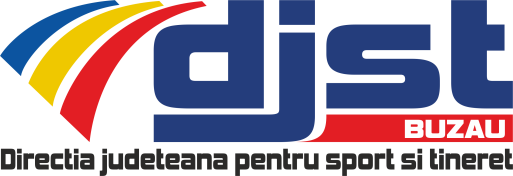 djst
BUZAU
Directia judeteana pentru sport si tineret